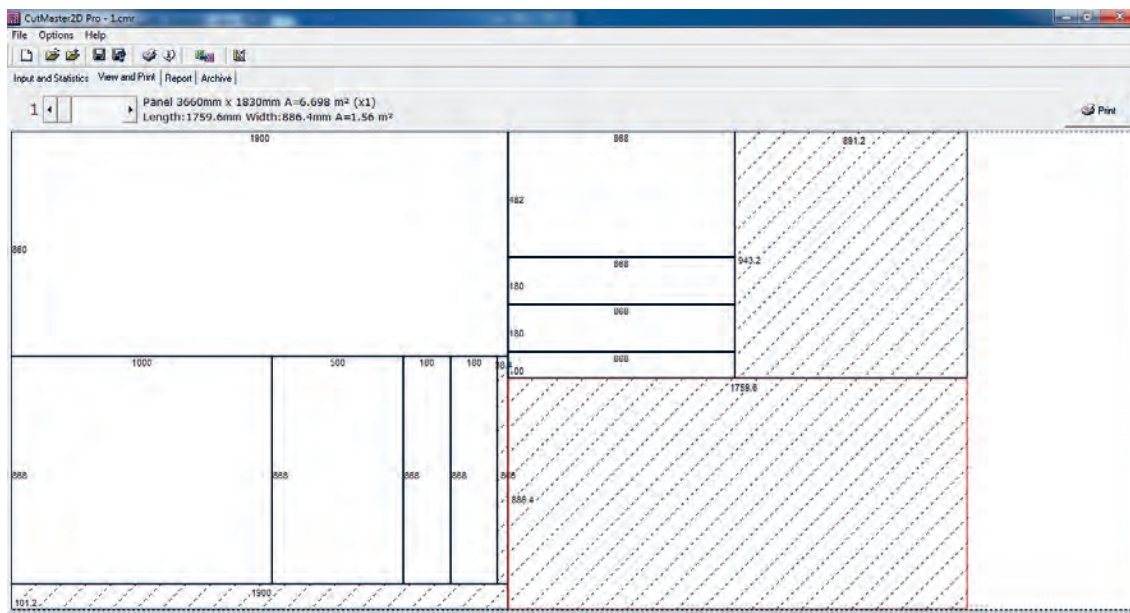 CutMaster2D Pro - 1.cmr
File Options Help
Input and Statistics View and Print Report Archive
1
Panel 3660mm x 1830mm A=6.698 m² (x1)
Length:1759.6mm Width:886.4mm A=1.56 m²
Print
1900 868 891.2
482
860
868
943.2
180
868
180
868
1000 500 180 180
100
1759.6
868 868 868 868
886.4
1900
101.2